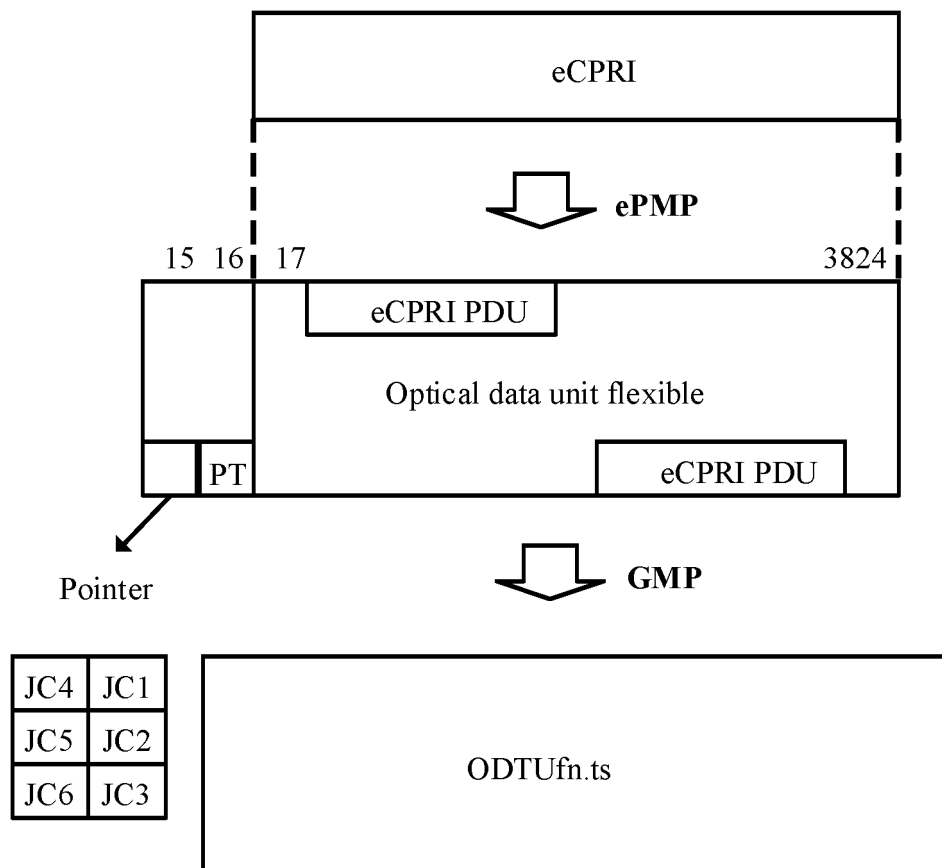 eCPRI
ePMP
15 16 17 3824
eCPRI PDU
Optical data unit flexible
PT eCPRI PDU
GMP
Pointer
JC4 JC1
JC5 JC2
ODTUfn.ts
JC6 JC3